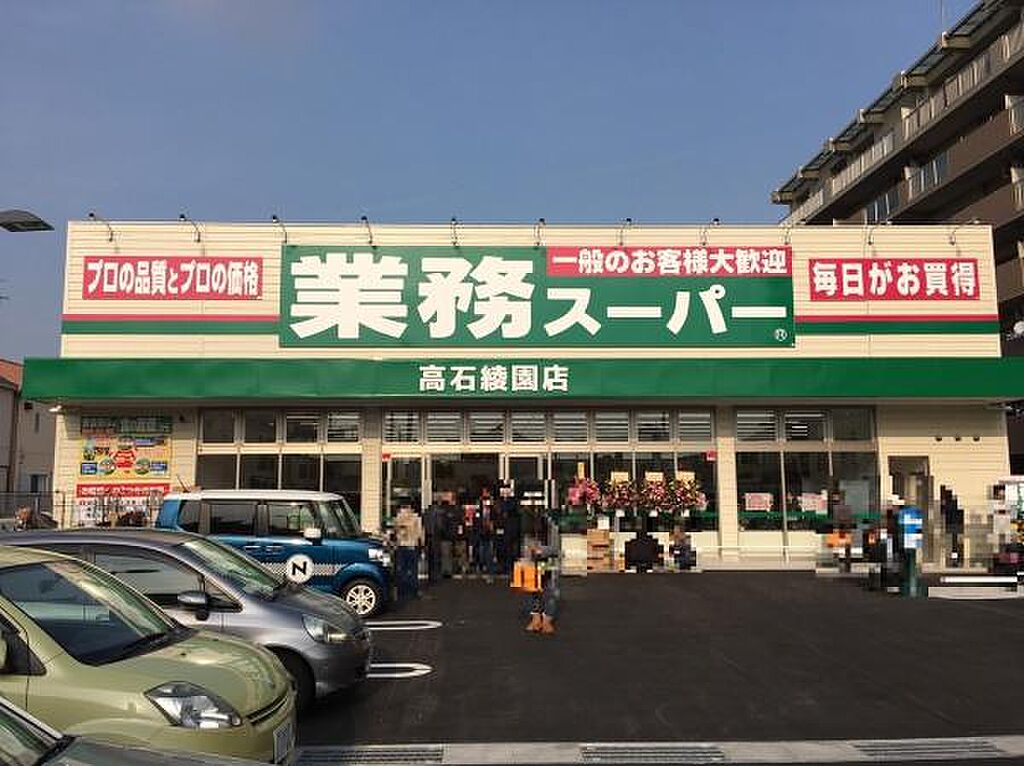 プロの品質とプロの価格
業務スーパー®
一般のお客様大歓迎
毎日がお買得
高石綾園店
N